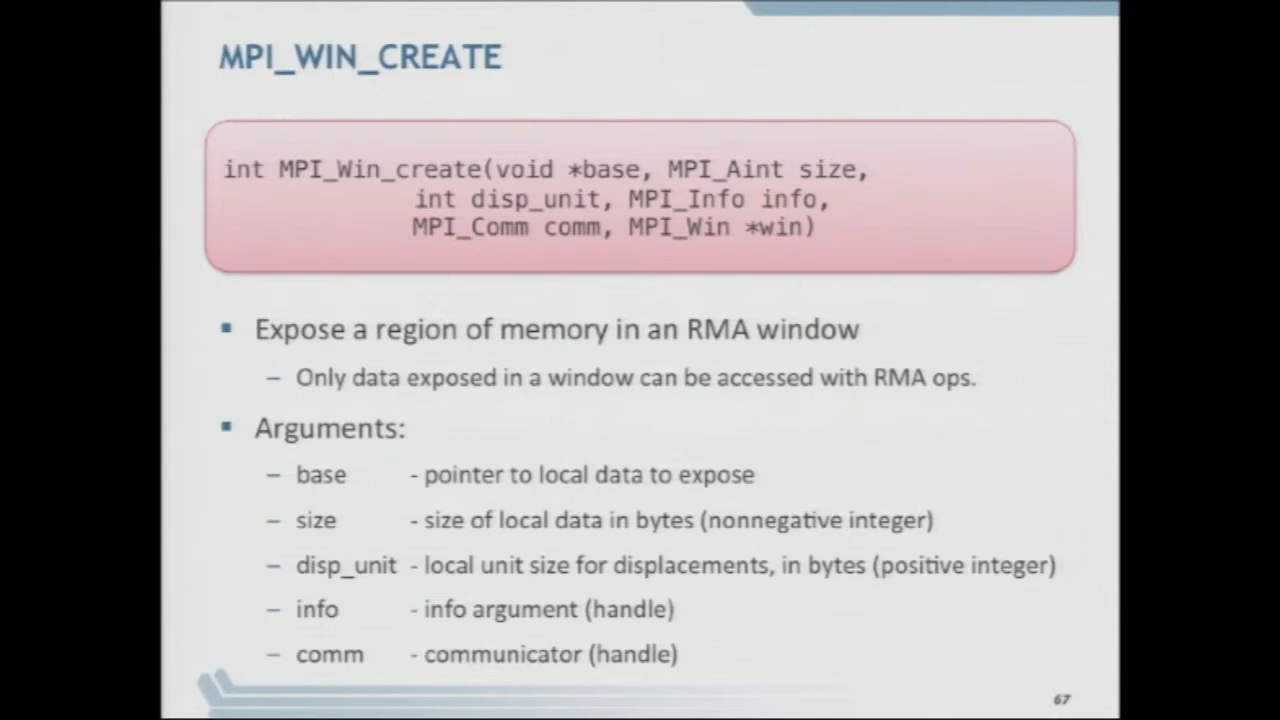 MPI_WIN_CREATE
int MPI_Win_create(void *base, MPI_Aint size,
int disp_unit, MPI_Info info,
MPI_Comm comm, MPI_Win *win)
▪ Expose a region of memory in an RMA window
– Only data exposed in a window can be accessed with RMA ops.
▪ Arguments:
– base - pointer to local data to expose
– size - size of local data in bytes (nonnegative integer)
– disp_unit - local unit size for displacements, in bytes (positive integer)
– info - info argument (handle)
– comm - communicator (handle)
67